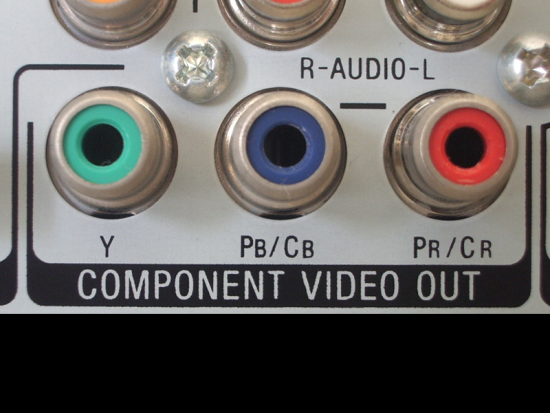 R-AUDIO-L
Y PB/CB PR/CR
COMPONENT VIDEO OUT